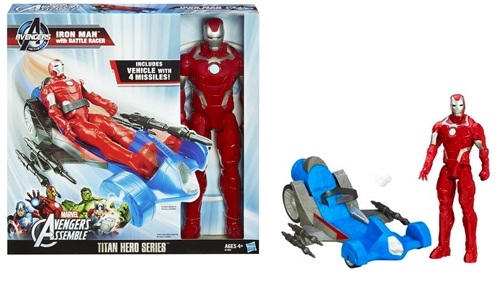 AVENGERS
IRON MAN
with BATTLE RACER
INCLUDES
VEHICLE WITH
4 MISSILES!
MARVEL
AVENGERS
ASSEMBLE
TITAN HERO SERIES
AGES 4+
Hasbro